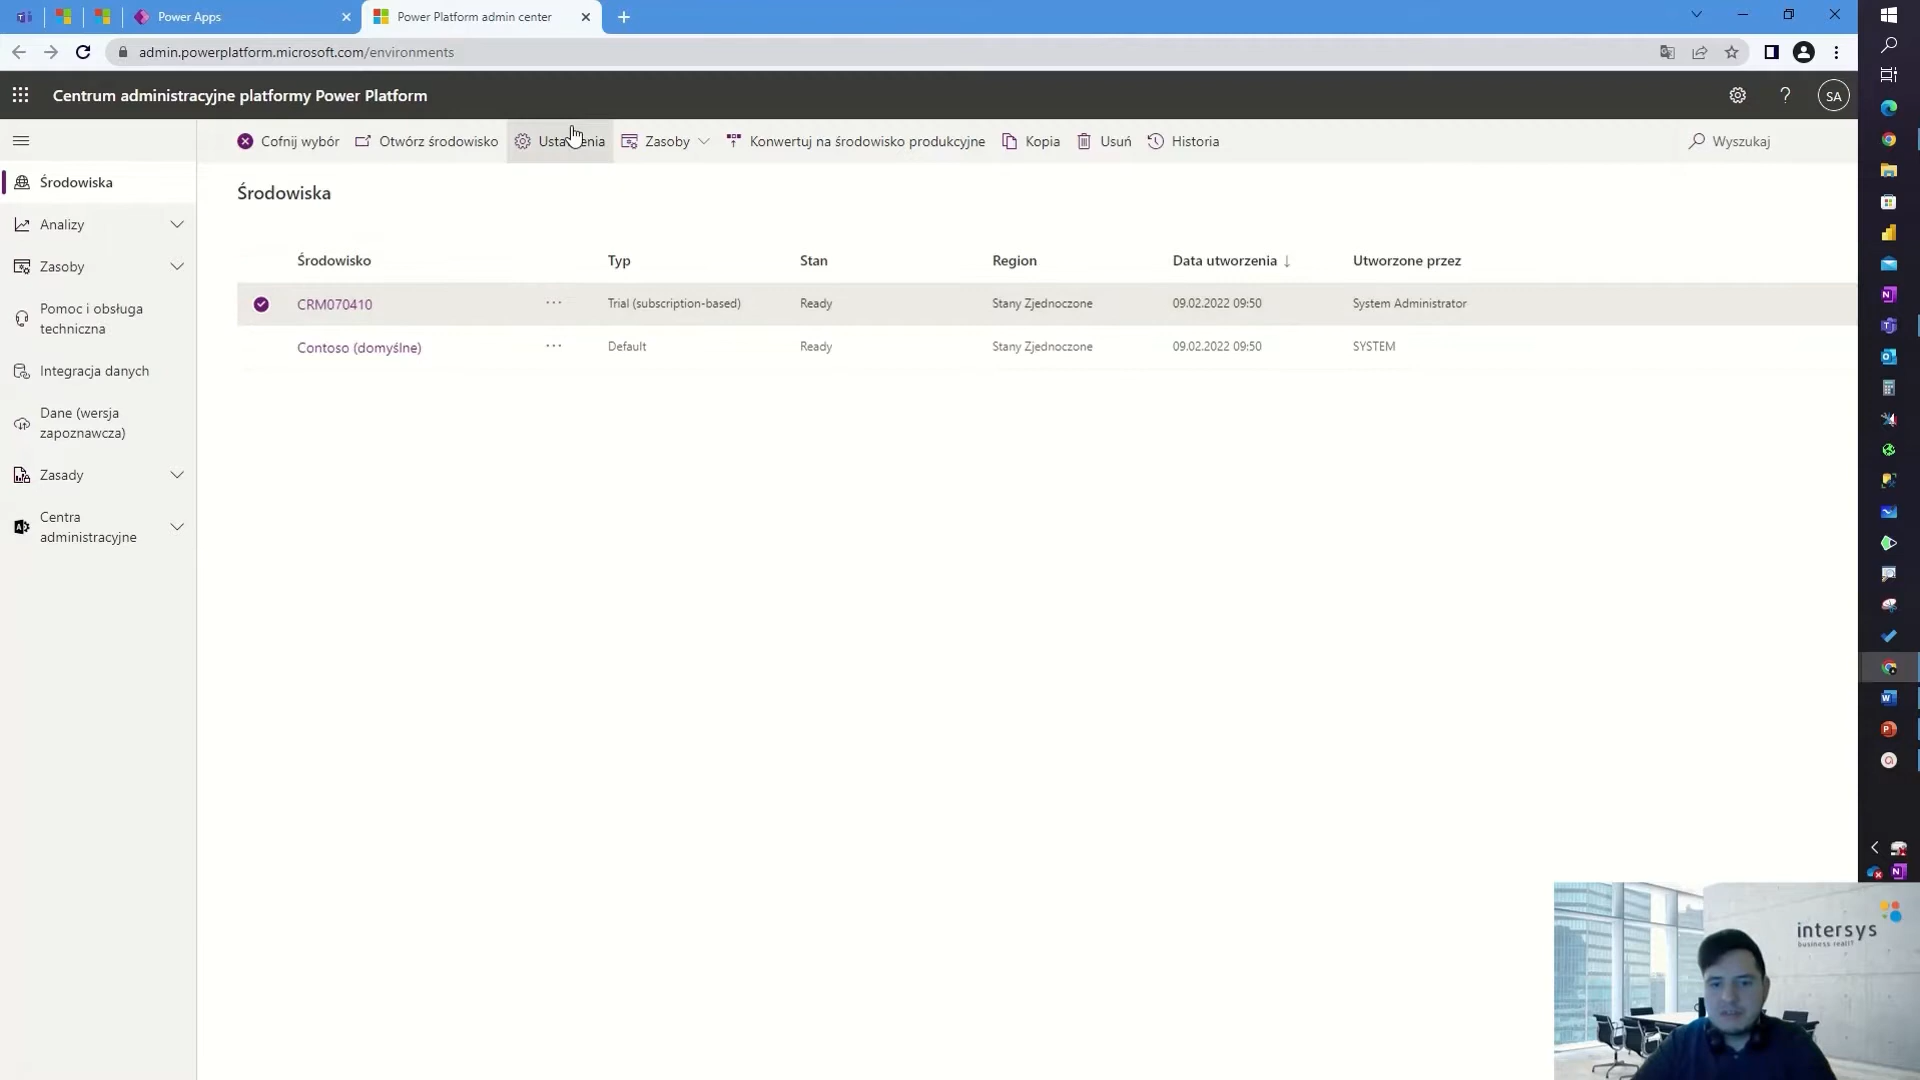 Power Apps
Power Platform admin center
admin.powerplatform.microsoft.com/environments
Centrum administracyjne platformy Power Platform
SA
Cofnij wybór
Otwórz środowisko
Ustawienia
Zasoby
Konwertuj na środowisko produkcyjne
Kopia
Usuń
Historia
Wyszukaj
Środowiska
Analizy
Zasoby
Pomoc i obsługa
techniczna
Integracja danych
Dane (wersja
zapoznawcza)
Zasady
Centra
administracyjne
Środowiska
Środowisko Typ Stan Region Data utworzenia ↓ Utworzone przez
CRM070410 ··· Trial (subscription-based) Ready Stany Zjednoczone 09.02.2022 09:50 System Administrator
Contoso (domyślne) ··· Default Ready Stany Zjednoczone 09.02.2022 09:50 SYSTEM
intersys
business ready